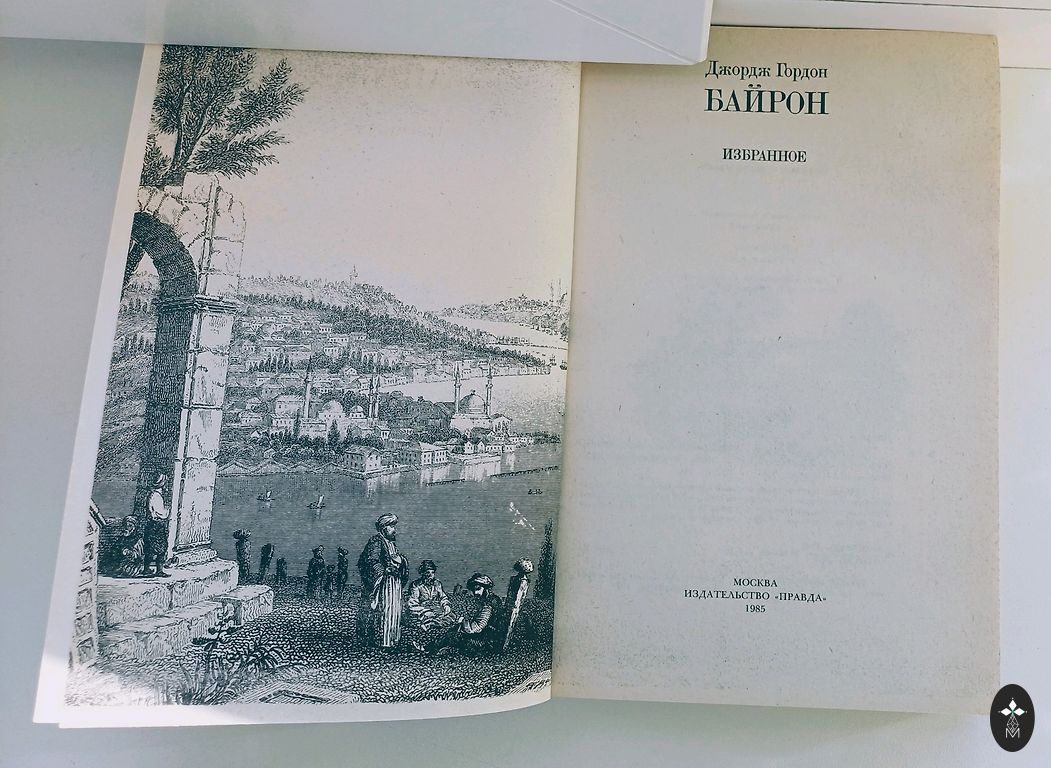 Джордж Гордон
БАЙРОН
ИЗБРАННОЕ
МОСКВА
ИЗДАТЕЛЬСТВО «ПРАВДА»
1985
M